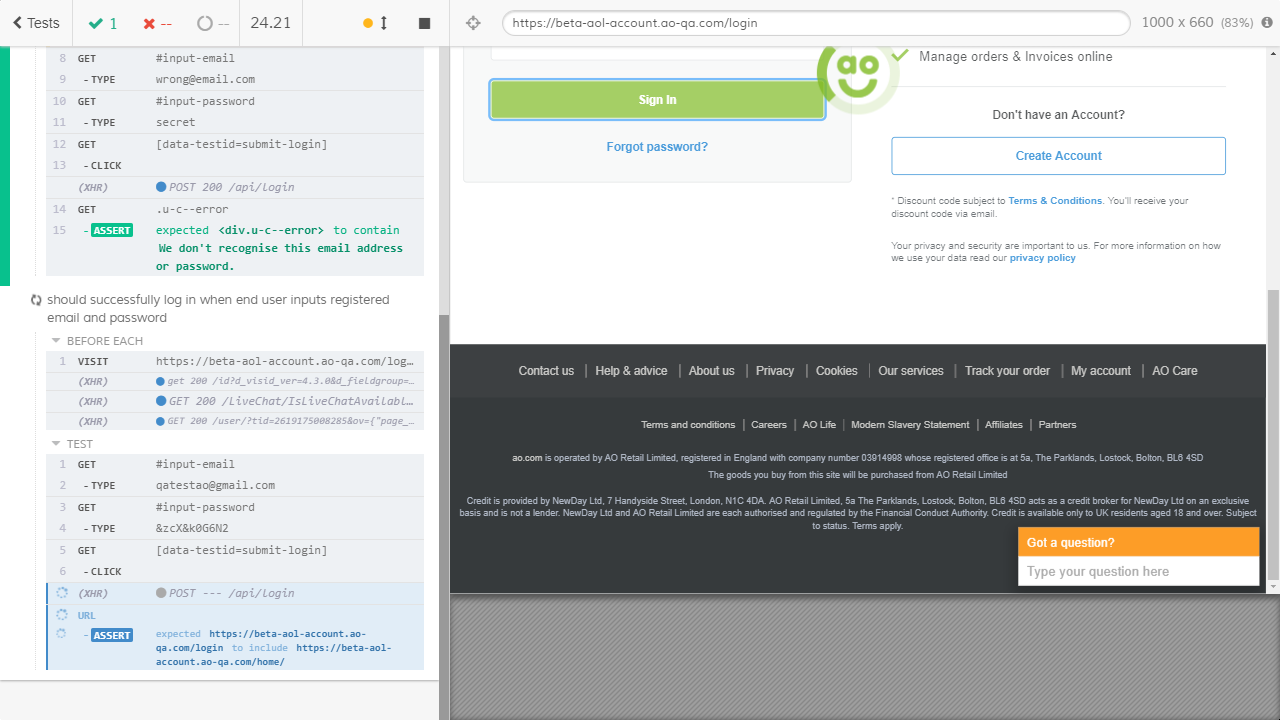 Tests
1
--
--
24.21
8 GET #input-email
9 - TYPE wrong@email.com
10 GET #input-password
11 - TYPE secret
12 GET [data-testid=submit-login]
13 - CLICK
(XHR) POST 200 /api/login
14 GET .u-c--error
15 - ASSERT expected <div.u-c--error> to contain
We don't recognise this email address
or password.
should successfully log in when end user inputs registered
email and password
BEFORE EACH
1 VISIT https://beta-aol-account.ao-qa.com/log…
(XHR) get 200 /id?d_visid_ver=4.3.0&d_fieldgroup=…
(XHR) GET 200 /LiveChat/IsLiveChatAvailabl…
(XHR) GET 200 /user/?tid=2619175008285&ov={"page_…
TEST
1 GET #input-email
2 - TYPE qatestao@gmail.com
3 GET #input-password
4 - TYPE &zcX&k0G6N2
5 GET [data-testid=submit-login]
6 - CLICK
(XHR) POST --- /api/login
URL
- ASSERT expected https://beta-aol-account.ao-
qa.com/login to include https://beta-aol-
account.ao-qa.com/home/
https://beta-aol-account.ao-qa.com/login
1000 x 660 (83%)
ao
Sign In
Forgot password?
Manage orders & Invoices online
Don't have an Account?
Create Account
* Discount code subject to Terms & Conditions. You'll receive your
discount code via email.
Your privacy and security are important to us. For more information on how
we use your data read our privacy policy
Contact us | Help & advice | About us | Privacy | Cookies | Our services | Track your order | My account | AO Care
Terms and conditions | Careers | AO Life | Modern Slavery Statement | Affiliates | Partners
ao.com is operated by AO Retail Limited, registered in England with company number 03914998 whose registered office is at 5a, The Parklands, Lostock, Bolton, BL6 4SD
The goods you buy from this site will be purchased from AO Retail Limited
Credit is provided by NewDay Ltd, 7 Handyside Street, London, N1C 4DA. AO Retail Limited, 5a The Parklands, Lostock, Bolton, BL6 4SD acts as a credit broker for NewDay Ltd on an exclusive
basis and is not a lender. NewDay Ltd and AO Retail Limited are each authorised and regulated by the Financial Conduct Authority. Credit is available only to UK residents aged 18 and over. Subject
to status. Terms apply.
Got a question?
Type your question here